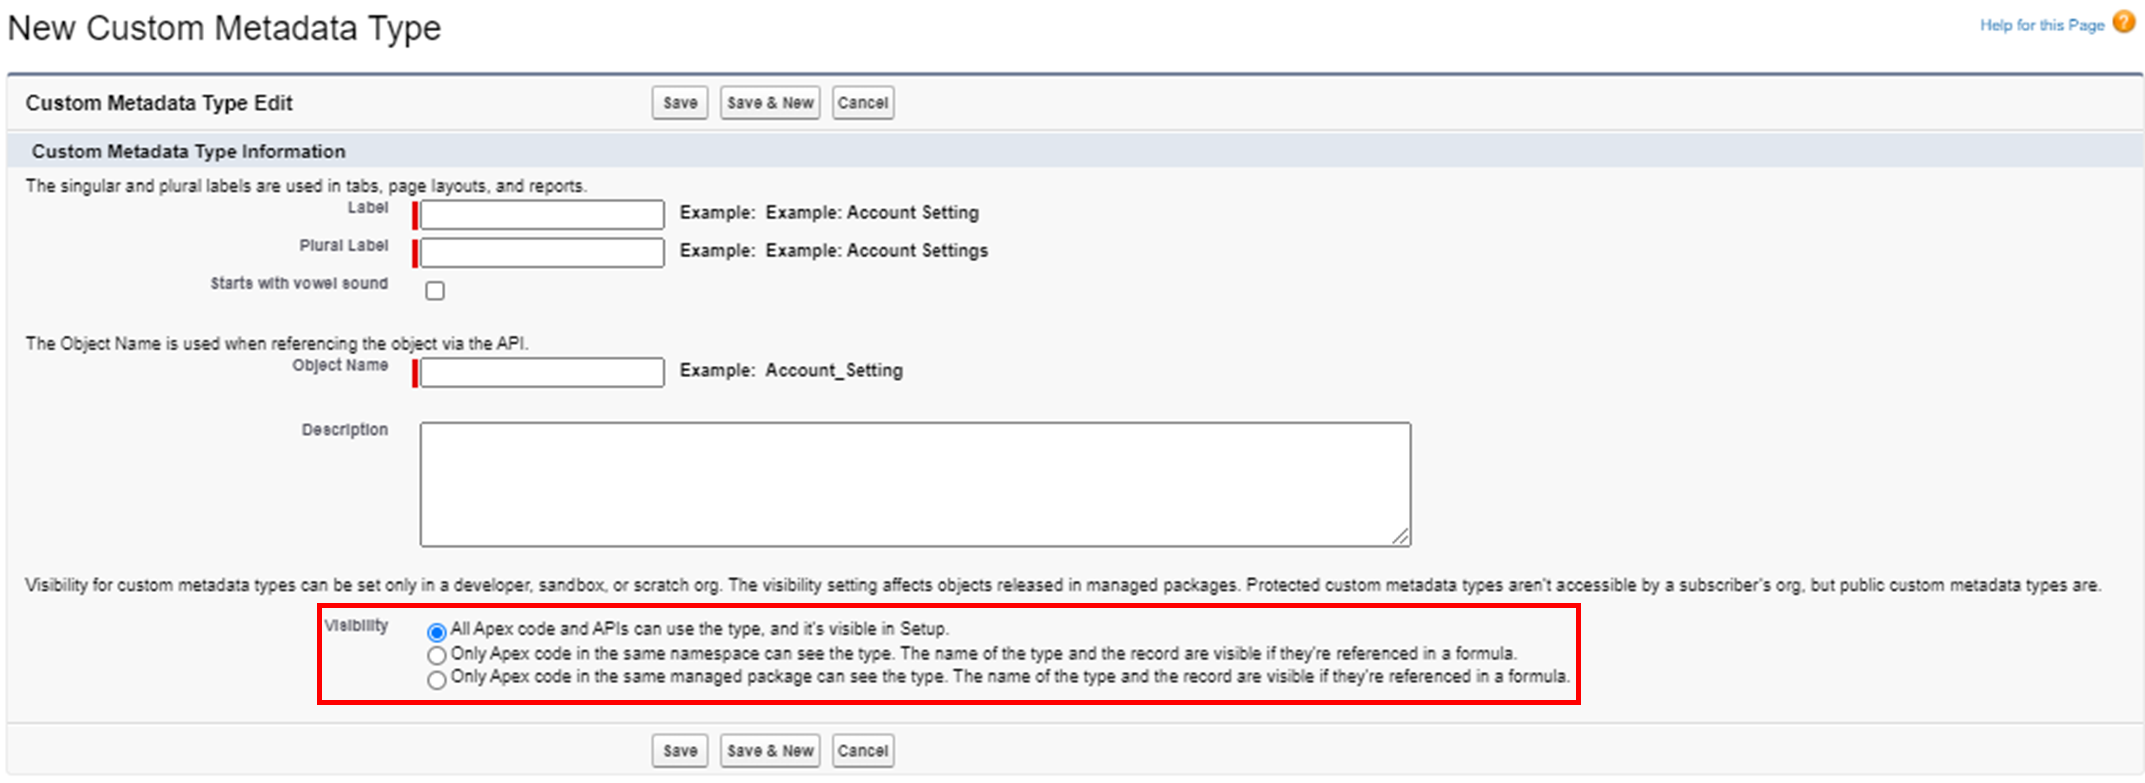 New Custom Metadata Type
Help for this Page ?
Custom Metadata Type Edit
Save
Save & New
Cancel
Custom Metadata Type Information
The singular and plural labels are used in tabs, page layouts, and reports.
Label
Example: Example: Account Setting
Plural Label
Example: Example: Account Settings
Starts with vowel sound
The Object Name is used when referencing the object via the API.
Object Name
Example: Account_Setting
Description
Visibility for custom metadata types can be set only in a developer, sandbox, or scratch org. The visibility setting affects objects released in managed packages. Protected custom metadata types aren't accessible by a subscriber's org, but public custom metadata types are.
Visibility
All Apex code and APIs can use the type, and it's visible in Setup.
Only Apex code in the same namespace can see the type. The name of the type and the record are visible if they're referenced in a formula.
Only Apex code in the same managed package can see the type. The name of the type and the record are visible if they're referenced in a formula.
Save
Save & New
Cancel